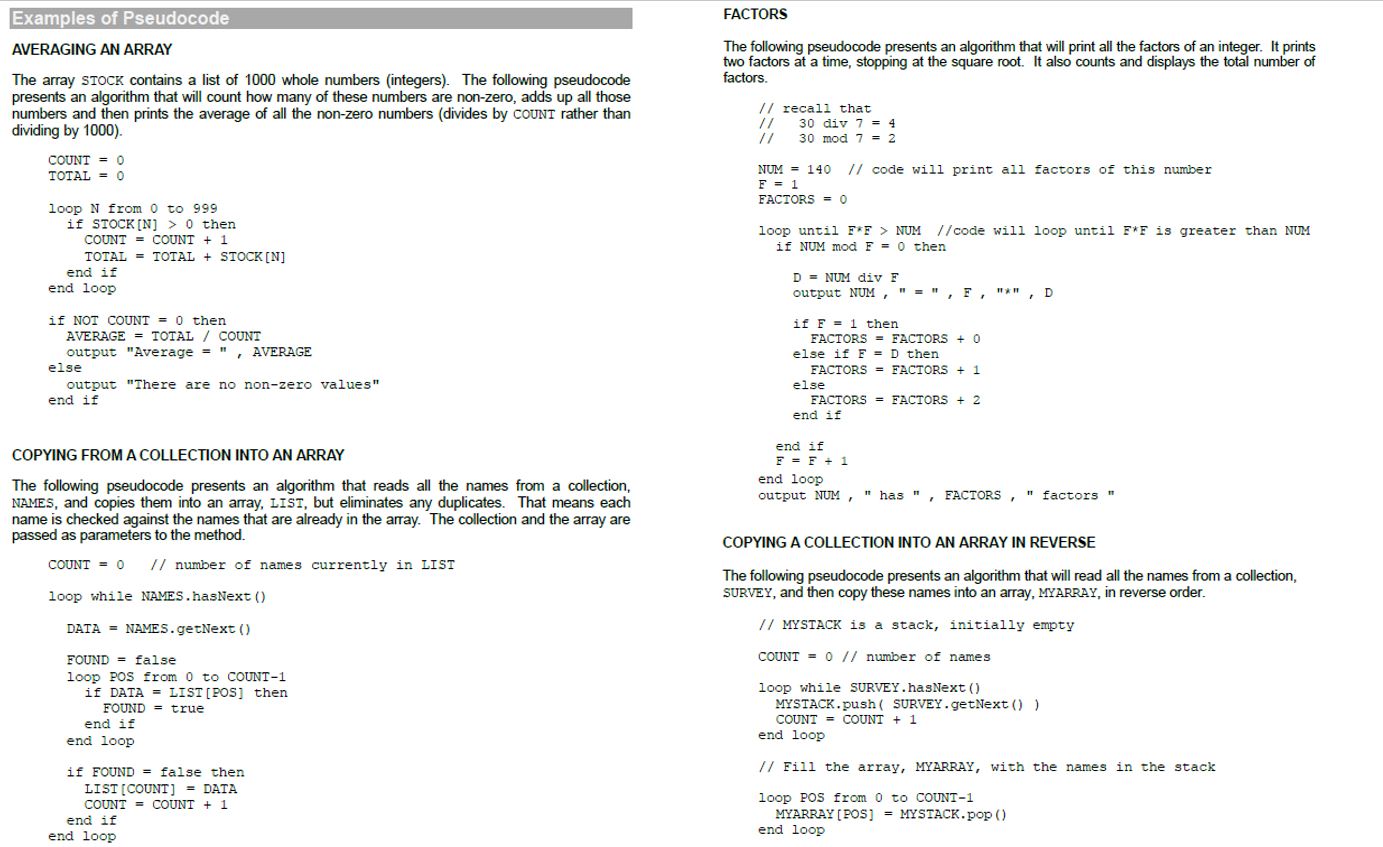 Examples of Pseudocode
AVERAGING AN ARRAY
The array STOCK contains a list of 1000 whole numbers (integers). The following pseudocode
presents an algorithm that will count how many of these numbers are non-zero, adds up all those
numbers and then prints the average of all the non-zero numbers (divides by COUNT rather than
dividing by 1000).
COUNT = 0
TOTAL = 0
loop N from 0 to 999
if STOCK[N] > 0 then
COUNT = COUNT + 1
TOTAL = TOTAL + STOCK[N]
end if
end loop
if NOT COUNT = 0 then
AVERAGE = TOTAL / COUNT
output "Average = " , AVERAGE
else
output "There are no non-zero values"
end if
COPYING FROM A COLLECTION INTO AN ARRAY
The following pseudocode presents an algorithm that reads all the names from a collection,
NAMES, and copies them into an array, LIST, but eliminates any duplicates. That means each
name is checked against the names that are already in the array. The collection and the array are
passed as parameters to the method.
COUNT = 0 // number of names currently in LIST
loop while NAMES.hasNext()
DATA = NAMES.getNext()
FOUND = false
loop POS from 0 to COUNT-1
if DATA = LIST[POS] then
FOUND = true
end if
end loop
if FOUND = false then
LIST[COUNT] = DATA
COUNT = COUNT + 1
end if
end loop
FACTORS
The following pseudocode presents an algorithm that will print all the factors of an integer. It prints
two factors at a time, stopping at the square root. It also counts and displays the total number of
factors.
// recall that
// 30 div 7 = 4
// 30 mod 7 = 2
NUM = 140 // code will print all factors of this number
F = 1
FACTORS = 0
loop until F*F > NUM //code will loop until F*F is greater than NUM
if NUM mod F = 0 then
D = NUM div F
output NUM , " = " , F , "*" , D
if F = 1 then
FACTORS = FACTORS + 0
else if F = D then
FACTORS = FACTORS + 1
else
FACTORS = FACTORS + 2
end if
end if
F = F + 1
end loop
output NUM , " has " , FACTORS , " factors "
COPYING A COLLECTION INTO AN ARRAY IN REVERSE
The following pseudocode presents an algorithm that will read all the names from a collection,
SURVEY, and then copy these names into an array, MYARRAY, in reverse order.
// MYSTACK is a stack, initially empty
COUNT = 0 // number of names
loop while SURVEY.hasNext()
MYSTACK.push( SURVEY.getNext() )
COUNT = COUNT + 1
end loop
// Fill the array, MYARRAY, with the names in the stack
loop POS from 0 to COUNT-1
MYARRAY[POS] = MYSTACK.pop()
end loop